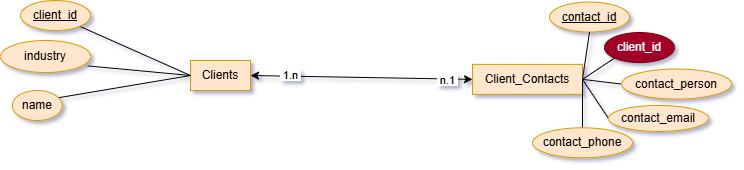 client_id
industry
name
Clients
1.n
n.1
Client_Contacts
contact_id
client_id
contact_person
contact_email
contact_phone